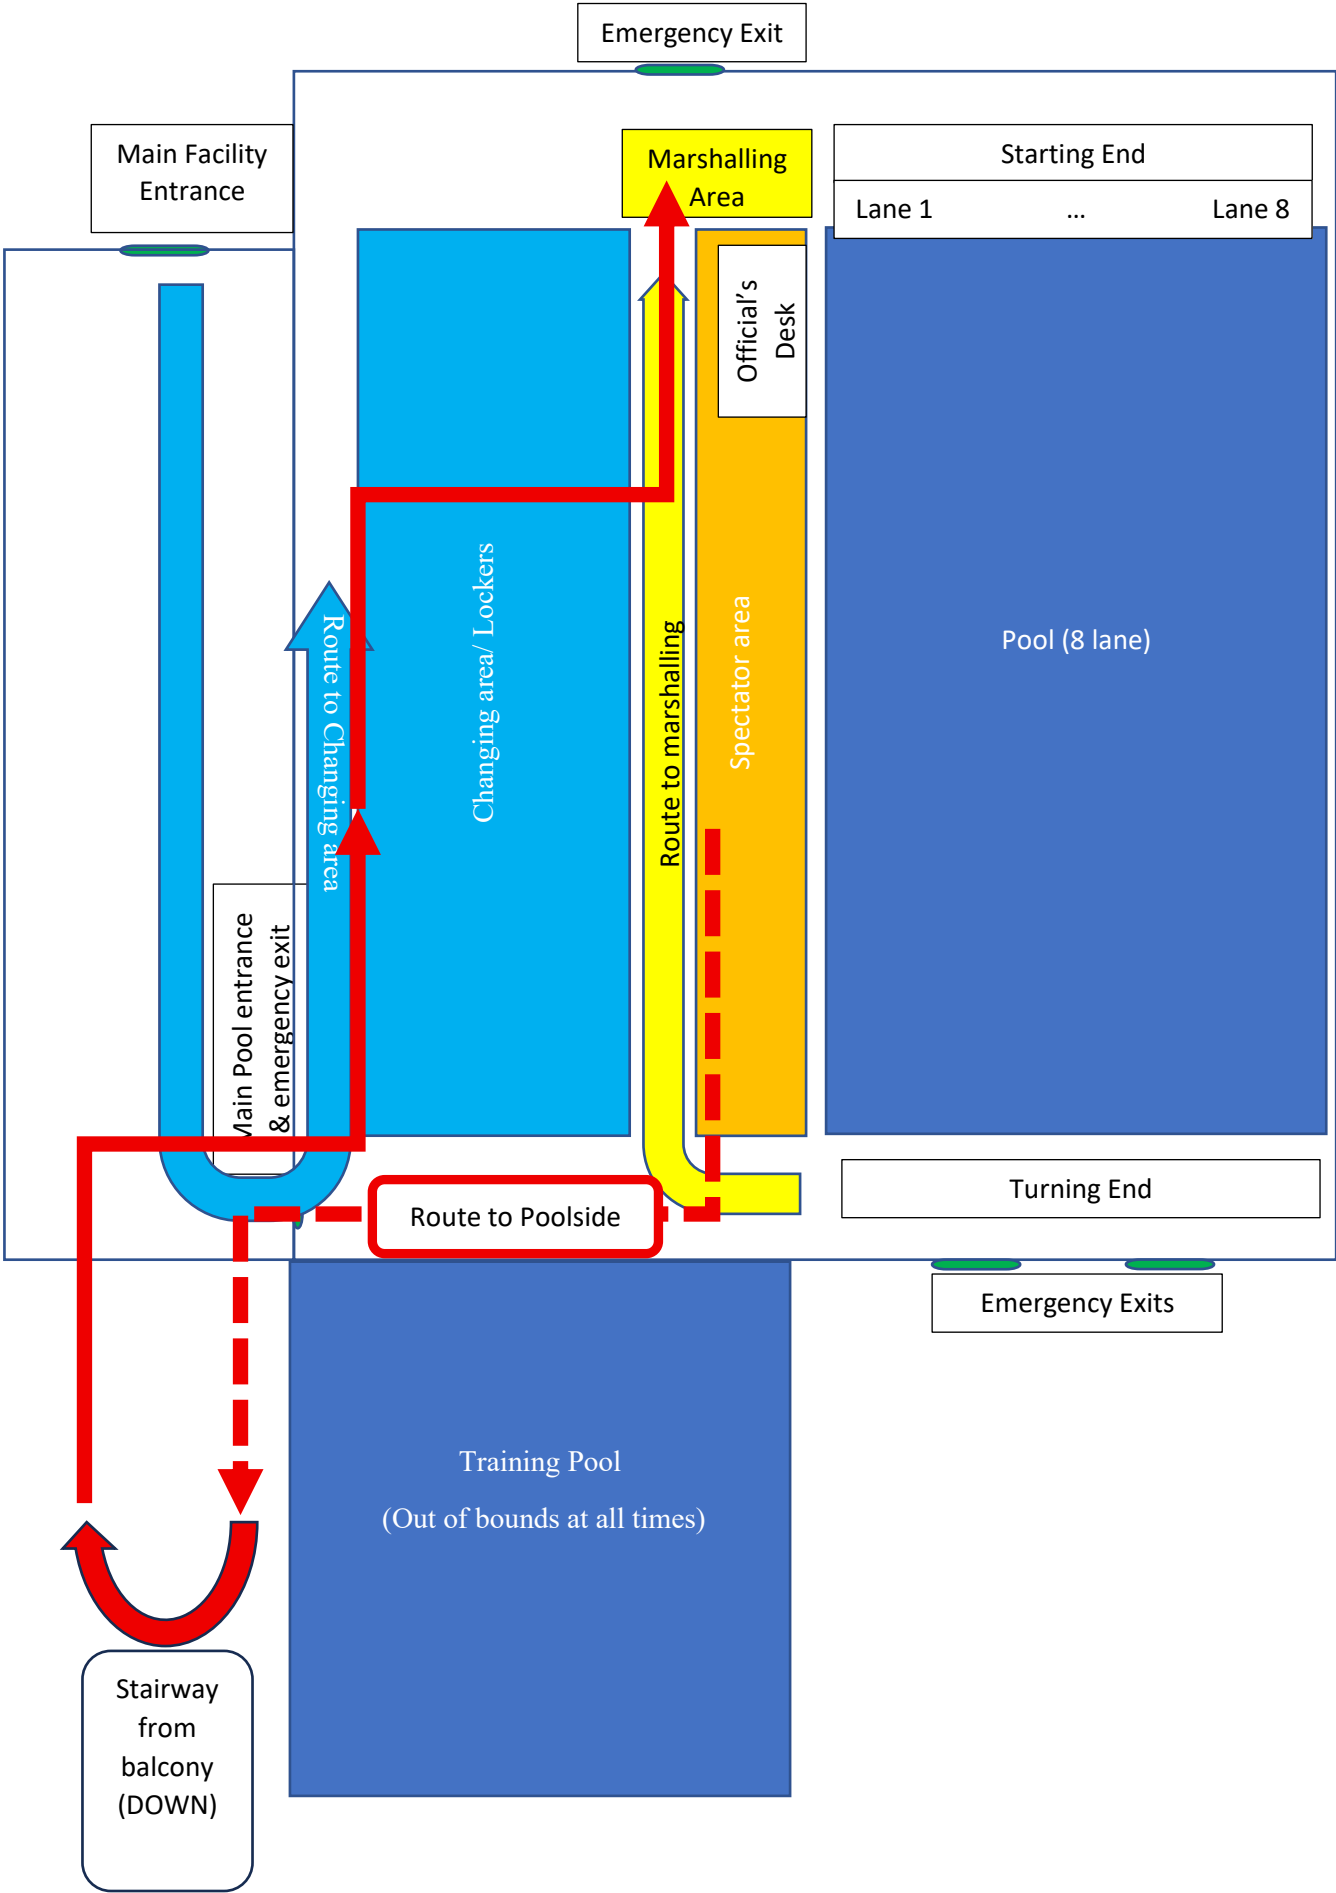 Emergency Exit
Main Facility
Entrance
Marshalling
Area
Starting End
Lane 1 ... Lane 8
Official's
Desk
Route to Changing area
Changing area/ Lockers
Route to marshalling
Spectator area
Pool (8 lane)
Main Pool entrance
& emergency exit
Route to Poolside
Turning End
Emergency Exits
Training Pool
(Out of bounds at all times)
Stairway
from
balcony
(DOWN)